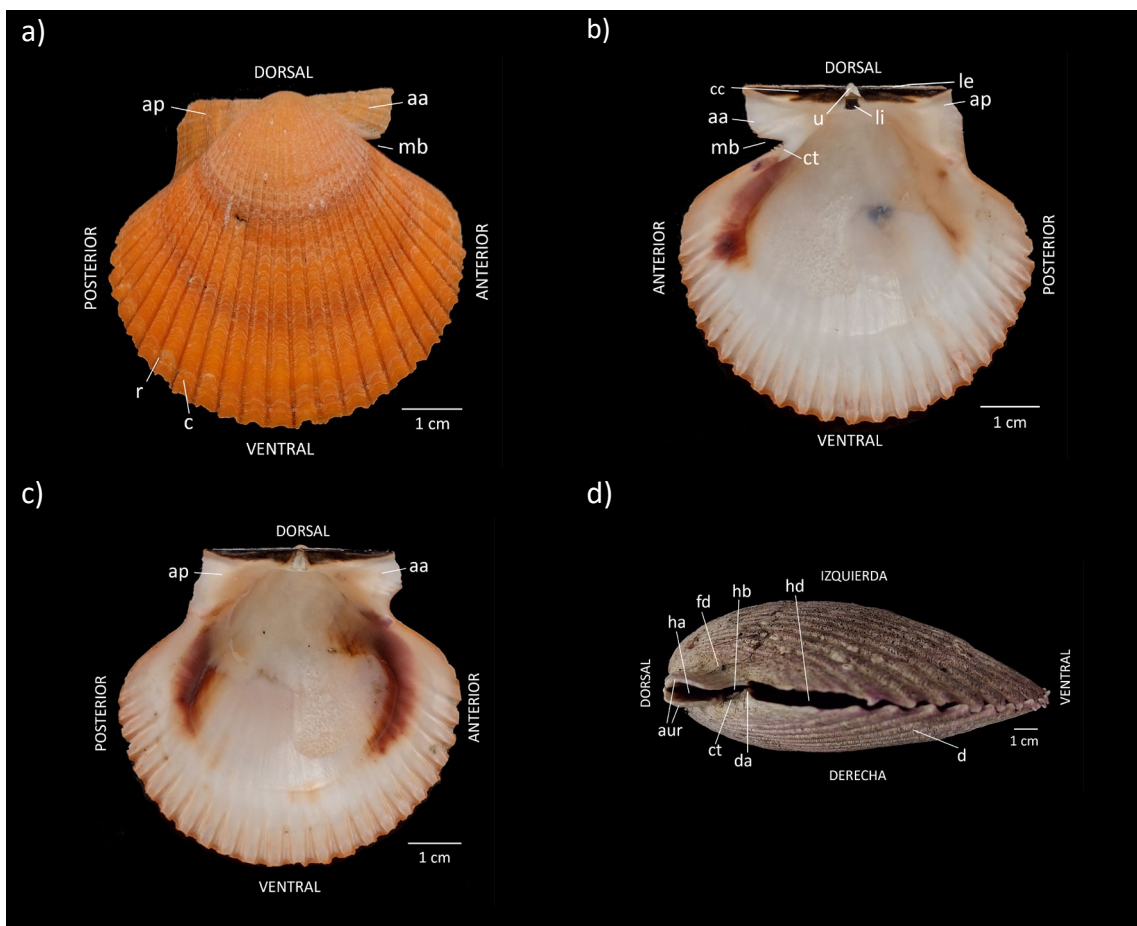 a)
DORSAL
ap
aa
mb
POSTERIOR
ANTERIOR
r
c
1 cm
VENTRAL
b)
DORSAL
cc
le
aa
ap
u
li
mb
ct
ANTERIOR
POSTERIOR
1 cm
VENTRAL
c)
DORSAL
ap
aa
POSTERIOR
ANTERIOR
1 cm
VENTRAL
d)
IZQUIERDA
hd
hb
fd
ha
DORSAL
VENTRAL
aur
ct
da
d
1 cm
DERECHA